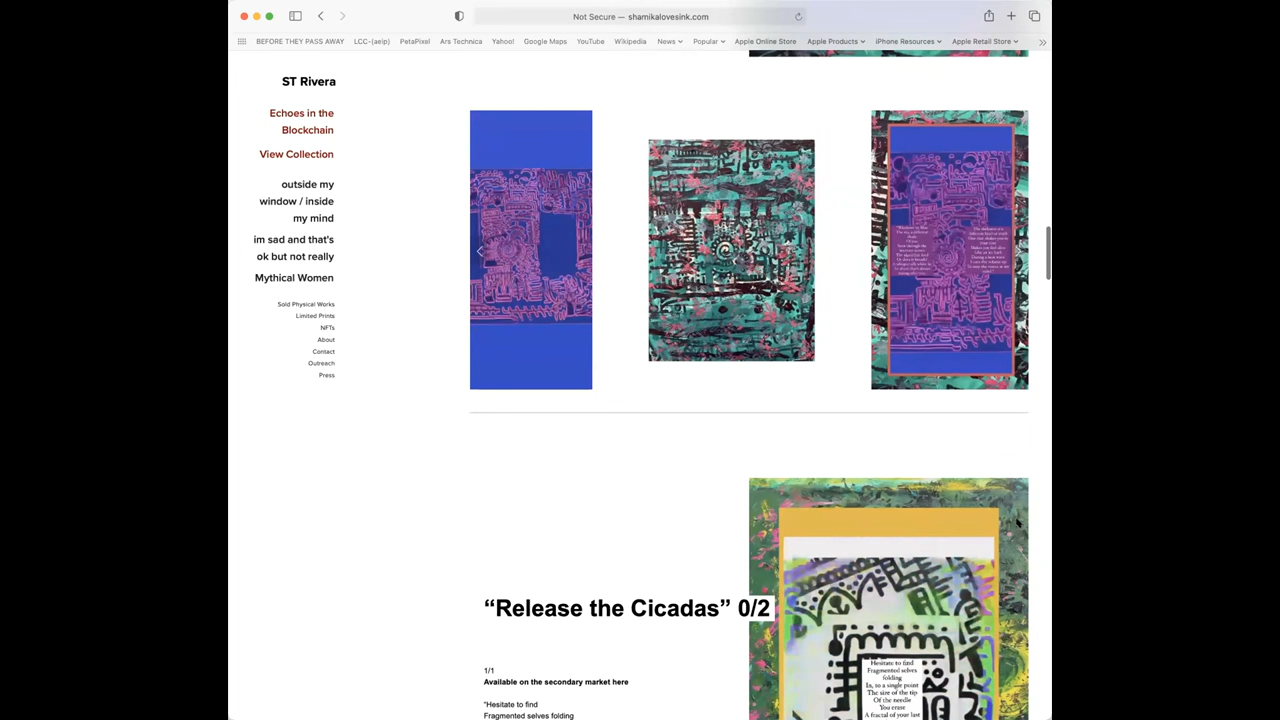 Not Secure — shamikalovesink.com
BEFORE THEY PASS AWAY LCC-(aeip) PetaPixel Ars Technica Yahoo! Google Maps YouTube Wikipedia News Popular Apple Online Store Apple Products iPhone Resources Apple Retail Store
ST Rivera
Echoes in the
Blockchain
View Collection
outside my
window / inside
my mind
im sad and that's
ok but not really
Mythical Women
Sold Physical Works
Limited Prints
NFTs
About
Contact
Outreach
Press
“Release the Cicadas” 0/2
1/1
Available on the secondary market here
"Hesitate to find
Fragmented selves folding
Hesitate to find
Fragmented selves
folding
In, to a single point
The size of the tip
Of the needle
You erase
A fractal of your last